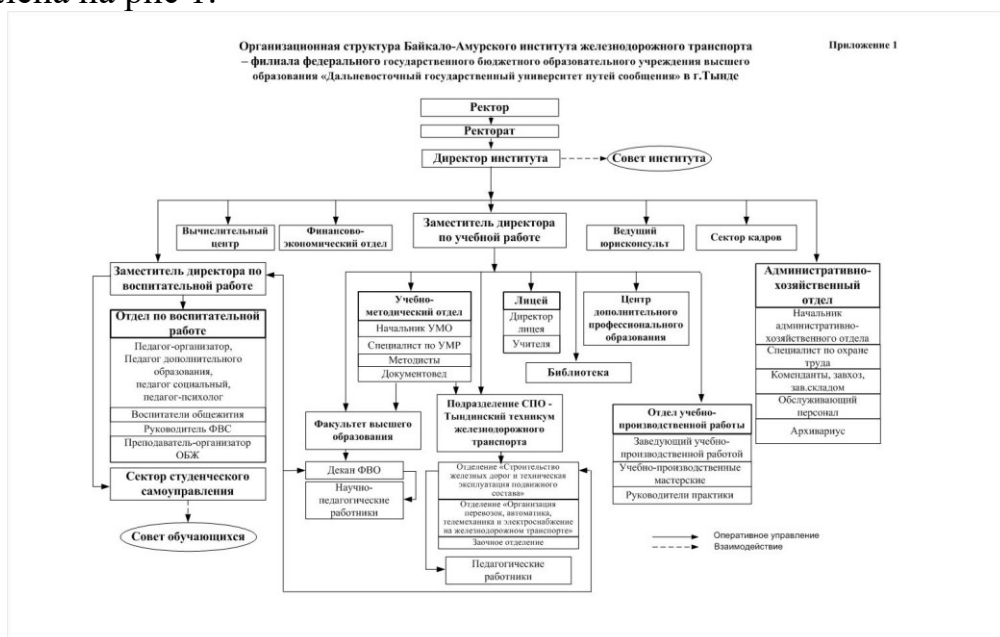 лена на рис 1.
Организационная структура Байкало-Амурского института железнодорожного транспорта
– филиала федерального государственного бюджетного образовательного учреждения высшего
образования «Дальневосточный государственный университет путей сообщения» в г.Тынде
Приложение 1
Ректор
Ректорат
Директор института
Совет института
Вычислительный
центр
Финансово-
экономический отдел
Заместитель директора
по учебной работе
Ведущий
юрисконсульт
Сектор кадров
Заместитель директора по
воспитательной работе
Отдел по воспитательной
работе
Педагог-организатор,
Педагог дополнительного
образования,
педагог социальный,
педагог-психолог
Воспитатели общежития
Руководитель ФВС
Преподаватель-организатор
ОБЖ
Сектор студенческого
самоуправления
Совет обучающихся
Учебно-
методический отдел
Начальник УМО
Специалист по УМР
Методисты
Документовед
Факультет высшего
образования
Декан ФВО
Научно-
педагогические
работники
Лицей
Директор
лицея
Учителя
Центр
дополнительного
профессионального
образования
Библиотека
Подразделение СПО -
Тындинский техникум
железнодорожного
транспорта
Отделение «Строительство
железных дорог и техническая
эксплуатация подвижного
состава»
Отделение «Организация
перевозок, автоматика,
телемеханика и электроснабжение
на железнодорожном транспорте»
Заочное отделение
Педагогические
работники
Отдел учебно-
производственной работы
Заведующий учебно-
производственной работой
Учебно-производственные
мастерские
Руководители практики
Административно-
хозяйственный
отдел
Начальник
административно-
хозяйственного отдела
Специалист по охране
труда
Коменданты, завхоз,
зав.складом
Обслуживающий
персонал
Архивариус
Оперативное управление
Взаимодействие